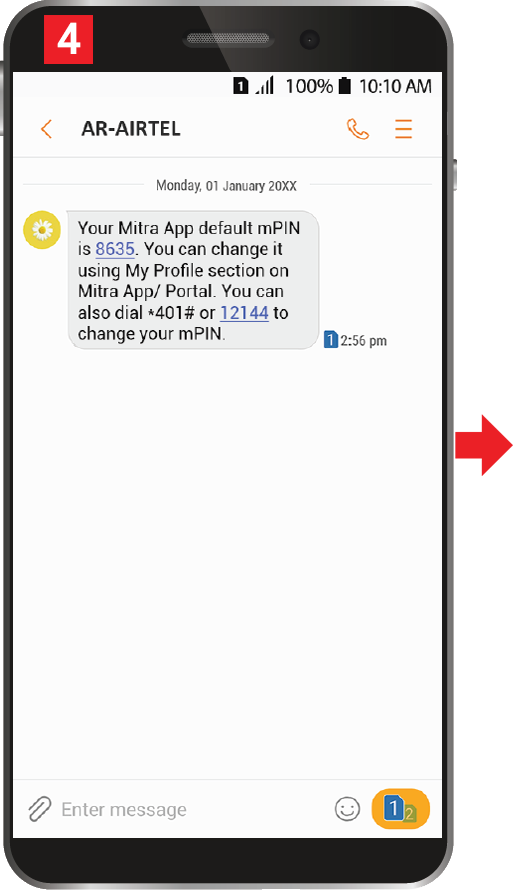 4
1 100% 10:10 AM
AR-AIRTEL
Monday, 01 January 20XX
Your Mitra App default mPIN
is 8635. You can change it
using My Profile section on
Mitra App/ Portal. You can
also dial *401# or 12144 to
change your mPIN.
1 2:56 pm
Enter message
1 2